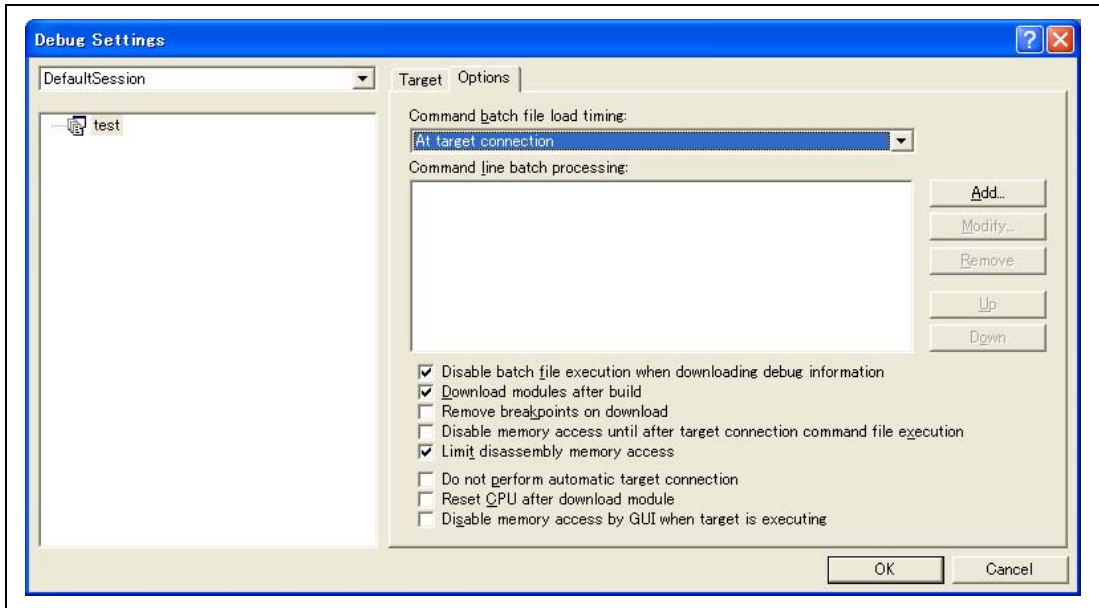 Debug Settings
DefaultSession
test
Target Options
Command batch file load timing:
At target connection
Command line batch processing:
Add...
Modify...
Remove
Up
Down
Disable batch file execution when downloading debug information
Download modules after build
Remove breakpoints on download
Disable memory access until after target connection command file execution
Limit disassembly memory access
Do not perform automatic target connection
Reset CPU after download module
Disable memory access by GUI when target is executing
OK Cancel